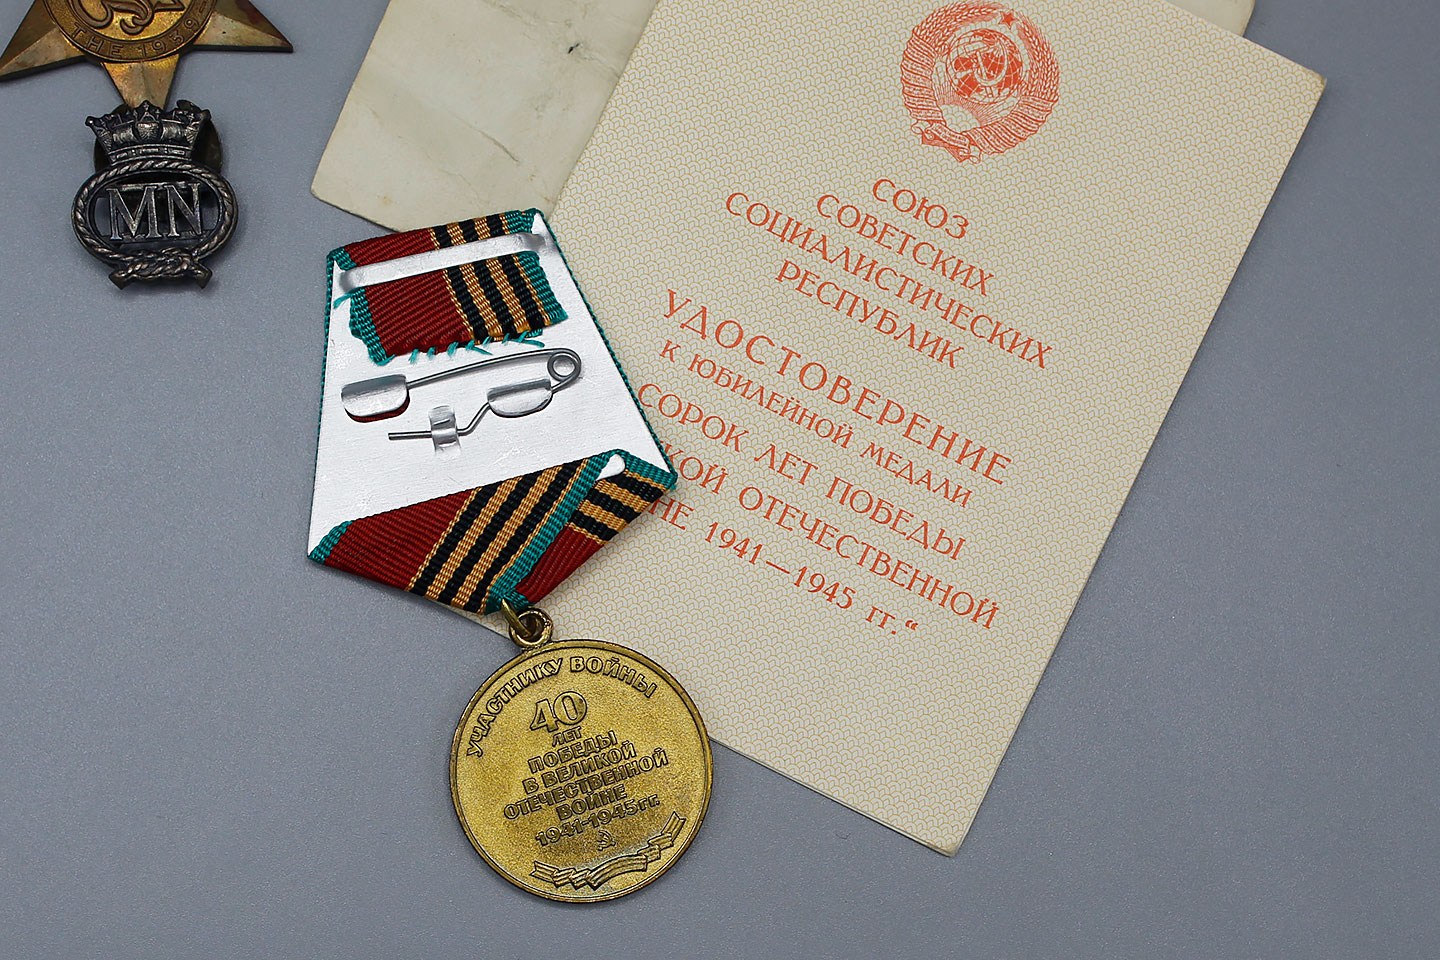 THE 1939-
MN
СОЮЗ
СОВЕТСКИХ
СОЦИАЛИСТИЧЕСКИХ
РЕСПУБЛИК
УДОСТОВЕРЕНИЕ
К ЮБИЛЕЙНОЙ МЕДАЛИ
СОРОК ЛЕТ ПОБЕДЫ
КОЙ ОТЕЧЕСТВЕННОЙ
НЕ 1941—1945 гг.“
УЧАСТНИКУ ВОЙНЫ
40
ЛЕТ
ПОБЕДЫ
В ВЕЛИКОЙ
ОТЕЧЕСТВЕННОЙ
ВОЙНЕ
1941-1945гг.